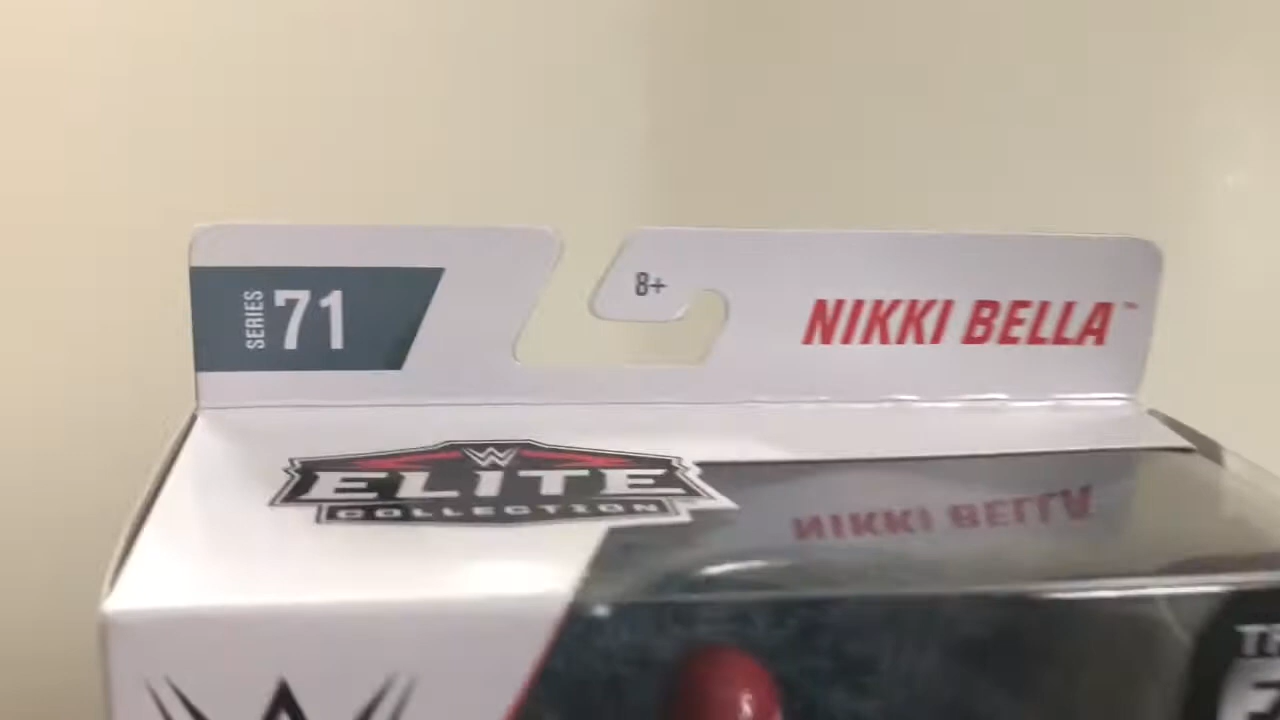 SERIES 71
8+
NIKKI BELLA™
W
ELITE
COLLECTION
NIKKI BELLA
W